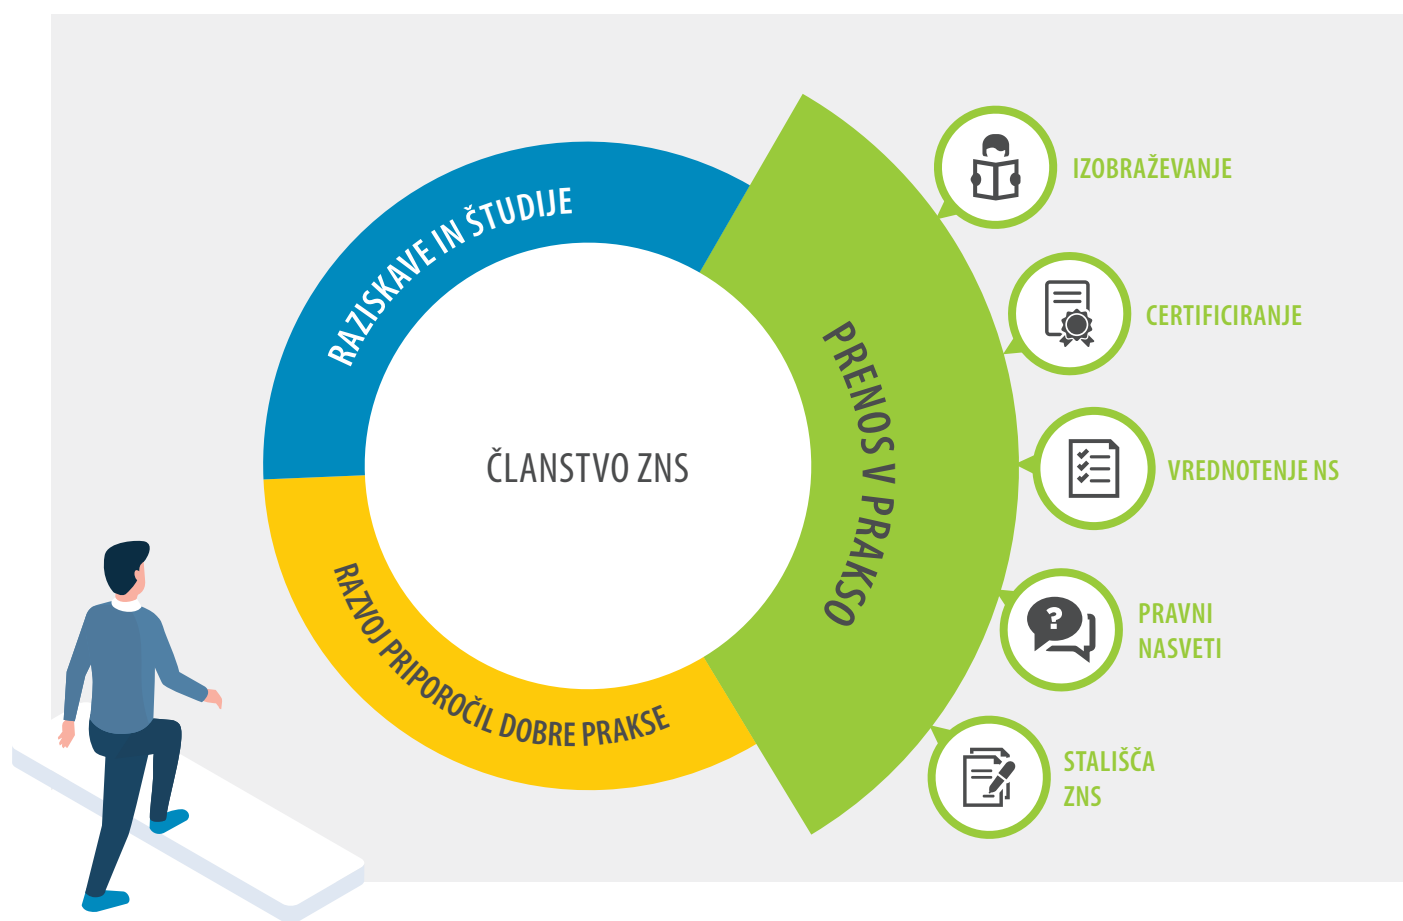 RAZISKAVE IN ŠTUDIJE
ČLANSTVO ZNS
RAZVOJ PRIPOROČIL DOBRE PRAKSE
PRENOS V PRAKSO
IZOBRAŽEVANJE
CERTIFICIRANJE
VREDNOTENJE NS
?
PRAVNI
NASVETI
STALIŠČA
ZNS